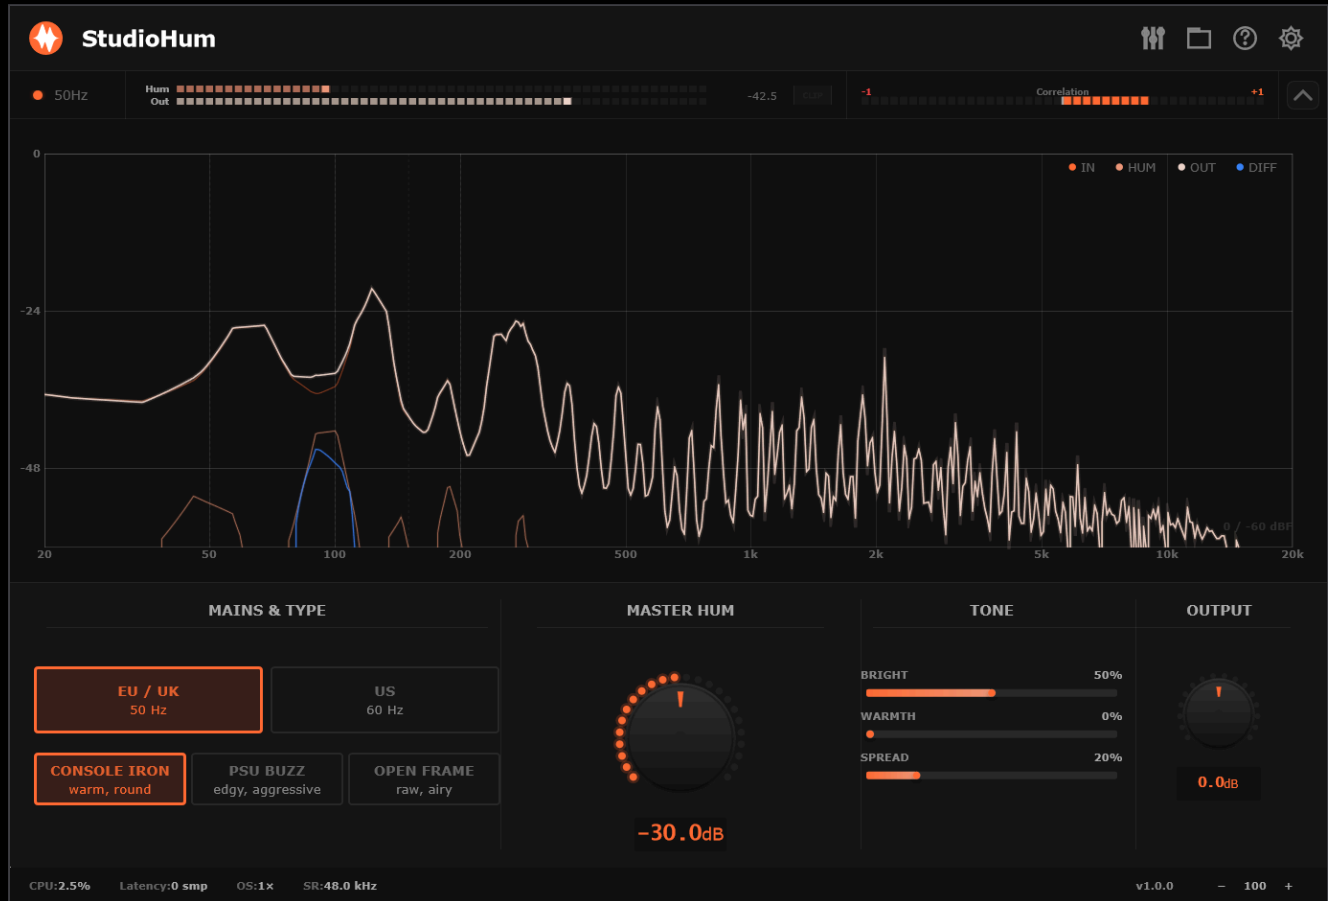 StudioHum
50Hz
Hum
Out
-42.5
-1
Correlation
+1
0
IN
HUM
OUT
DIFF
-24
-48
0 / -60 dBF
20
50
100
200
500
1k
2k
5k
10k
20k
MAINS & TYPE
MASTER HUM
TONE
OUTPUT
EU / UK
50 Hz
US
60 Hz
CONSOLE IRON
warm, round
PSU BUZZ
edgy, aggressive
OPEN FRAME
raw, airy
-30.0dB
BRIGHT
50%
WARMTH
0%
SPREAD
20%
0.0dB
CPU:2.5%
Latency:0 smp
OS:1×
SR:48.0 kHz
v1.0.0
− 100 +